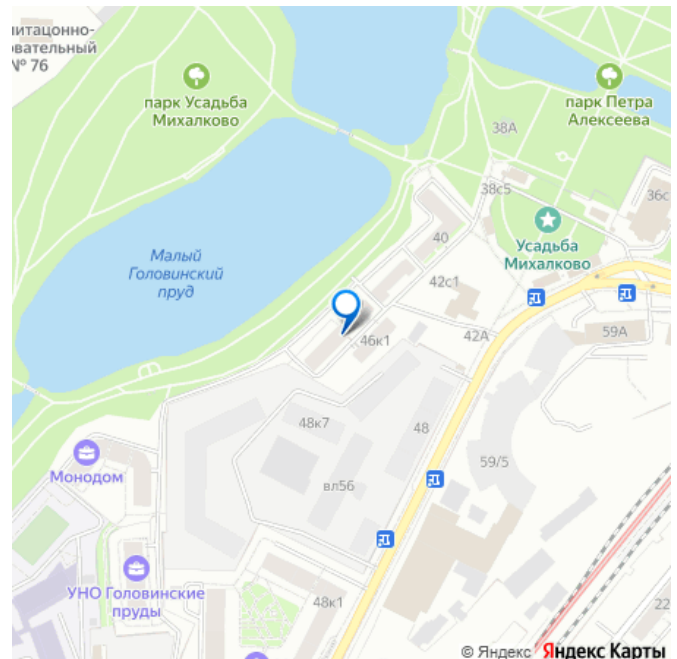 итацонно-
овательный
№ 76
парк Усадьба
Михалково
парк Петра
Алексеева
38А
38с5
36с
Усадьба
Михалково
40
Малый
Головинский
пруд
42с1
46к1
42А
59А
48к7
48
59/5
Монодом
вл56
УНО Головинские
пруды
48к1
22
© Яндекс Яндекс Карты